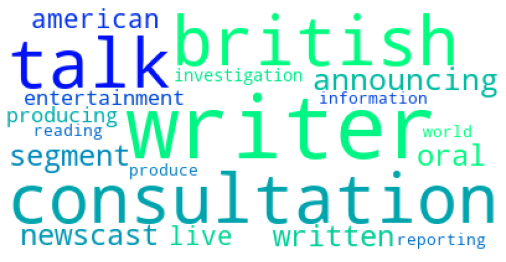 american
british
talk
investigation
announcing
entertainment
information
producing
writer
reading
world
segment
oral
produce
consultation
newscast
live
written
reporting